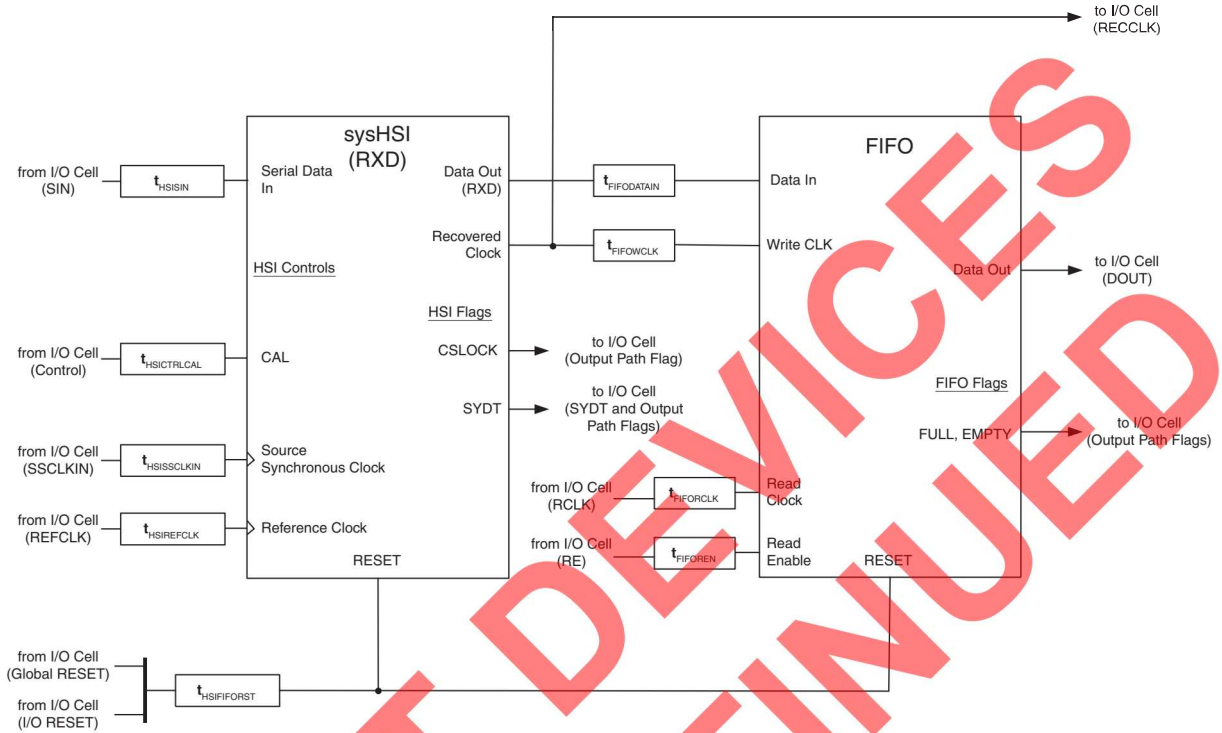 to I/O Cell
(RECCLK)
sysHSI
(RXD)
FIFO
from I/O Cell
(SIN)
tHSISIN
Serial Data
In
Data Out
(RXD)
tFIFODATAIN
Data In
Recovered
Clock
tFIFOWCLK
Write CLK
HSI Controls
Data Out
to I/O Cell
(DOUT)
HSI Flags
from I/O Cell
(Control)
tHSICTRLCAL
CAL
CSLOCK
to I/O Cell
(Output Path Flag)
SYDT
to I/O Cell
(SYDT and Output
Path Flags)
FIFO Flags
FULL, EMPTY
to I/O Cell
(Output Path Flags)
from I/O Cell
(SSCLKIN)
tHSISSCLKIN
Source
Synchronous Clock
from I/O Cell
(RCLK)
tFIFORCLK
Read
Clock
from I/O Cell
(REFCLK)
tHSIREFCLK
Reference Clock
from I/O Cell
(RE)
tFIFOREN
Read
Enable
RESET
RESET
from I/O Cell
(Global RESET)
tHSIFIFORST
from I/O Cell
(I/O RESET)
DEVICES